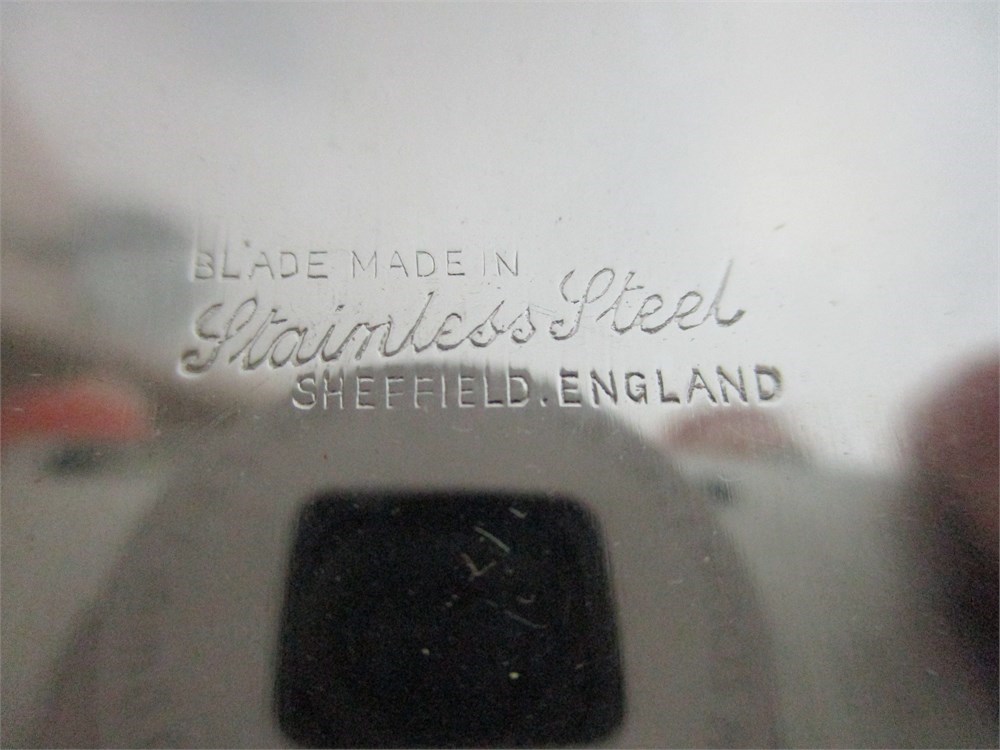 BLADE MADE IN
Stainless Steel
SHEFFIELD. ENGLAND